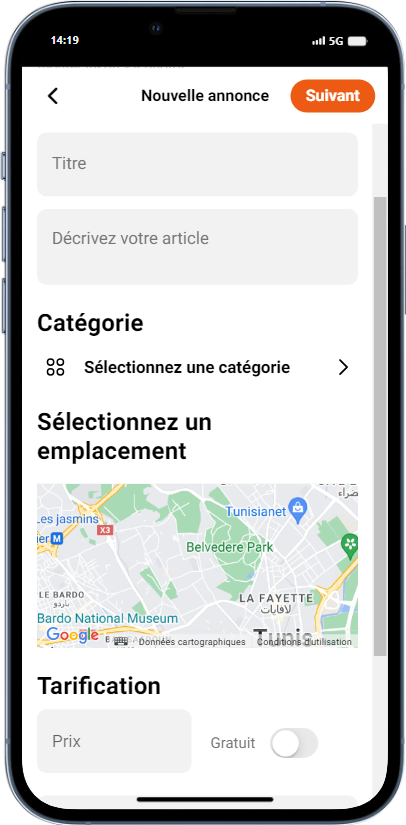 14:19
5G
Nouvelle annonce
Suivant
Titre
Décrivez votre article
Catégorie
Sélectionnez une catégorie
Sélectionnez un
emplacement
Tunisianet
Les jasmins
X3
M
Belvedere Park
LE BARDO
باردو
LA FAYETTE
لافايات
Bardo National Museum
Google
Tunis
Données cartographiques
Conditions d'utilisation
Tarification
Prix
Gratuit